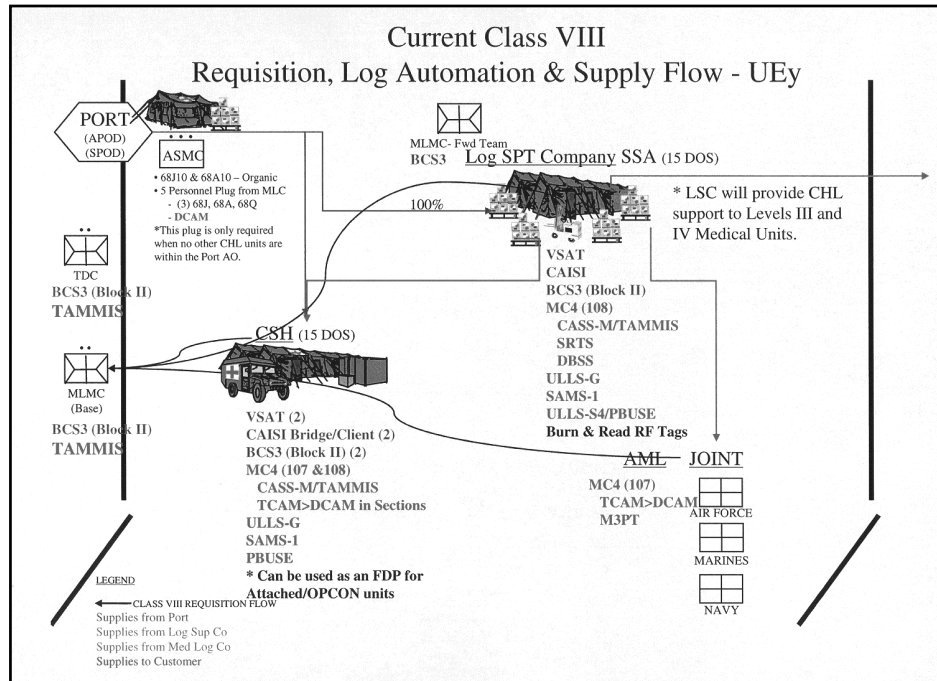 Current Class VIII
Requisition, Log Automation & Supply Flow - UEy
PORT
(APOD)
(SPOD)
ASMC
• 68J10 & 68A10 – Organic
• 5 Personnel Plug from MLC
- (3) 68J, 68A, 68Q
- DCAM
*This plug is only required
when no other CHL units are
within the Port AO.
MLMC- Fwd Team
BCS3
Log SPT Company SSA (15 DOS)
100%
* LSC will provide CHL
support to Levels III and
IV Medical Units.
VSAT
CAISI
BCS3 (Block II)
MC4 (108)
CASS-M/TAMMIS
SRTS
DBSS
ULLS-G
SAMS-1
ULLS-S4/PBUSE
Burn & Read RF Tags
TDC
BCS3 (Block II)
TAMMIS
MLMC
(Base)
BCS3 (Block II)
TAMMIS
CSH (15 DOS)
VSAT (2)
CAISI Bridge/Client (2)
BCS3 (Block II) (2)
MC4 (107 &108)
CASS-M/TAMMIS
TCAM>DCAM in Sections
ULLS-G
SAMS-1
PBUSE
* Can be used as an FDP for
Attached/OPCON units
AML JOINT
MC4 (107)
TCAM>DCAM
M3PT
AIR FORCE
MARINES
NAVY
LEGEND
CLASS VIII REQUISITION FLOW
Supplies from Port
Supplies from Log Sup Co
Supplies from Med Log Co
Supplies to Customer